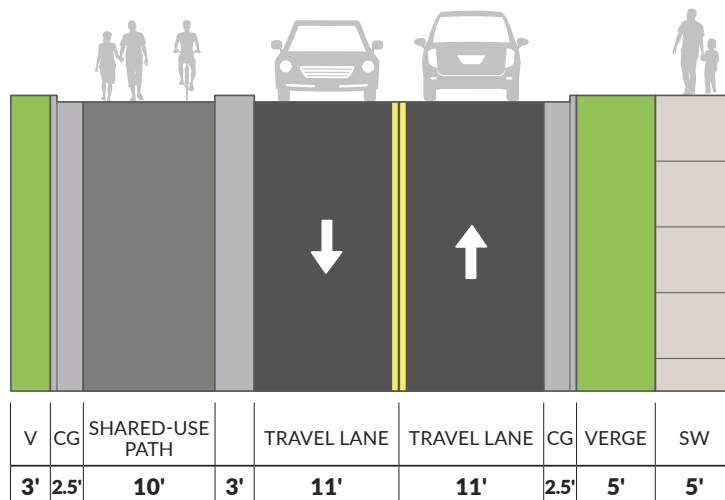 V CG SHARED-USE PATH TRAVEL LANE TRAVEL LANE CG VERGE SW
3' 2.5' 10' 3' 11' 11' 2.5' 5' 5'